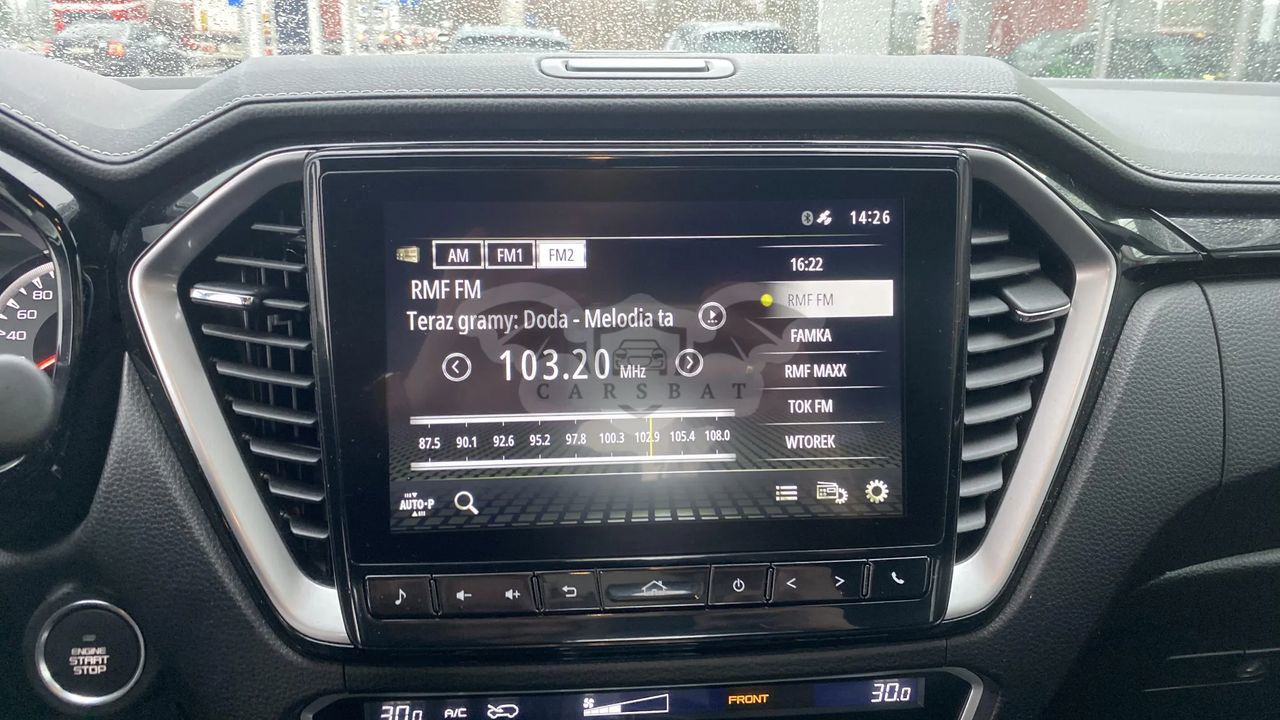 14:26
AM FM1 FM2
16:22
RMF FM
RMF FM
Teraz gramy: Doda - Melodia ta
FAMKA
103.20 MHz
RMF MAXX
CARSBAT
TOK FM
87.5 90.1 92.6 95.2 97.8 100.3 102.9 105.4 108.0
WTOREK
AUTO·P
80
60
40
ENGINE
START
STOP
30.0 A/C FRONT 30.0